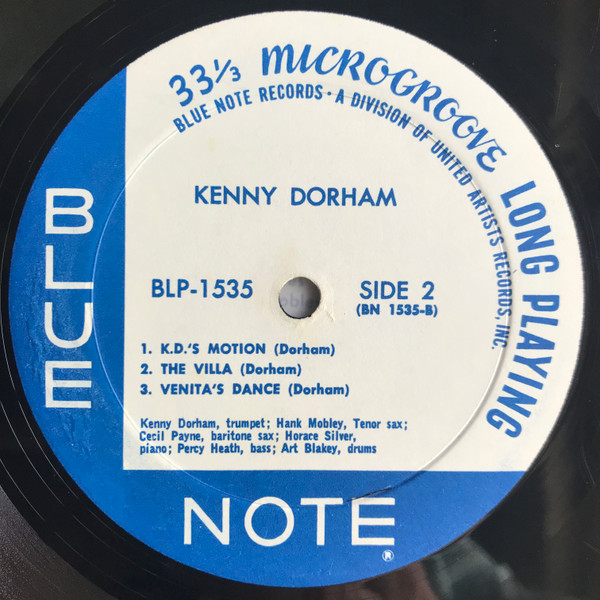 33⅓ MICROGROOVE LONG PLAYING
BLUE NOTE RECORDS • A DIVISION OF UNITED ARTISTS RECORDS, INC.
KENNY DORHAM
BLP-1535 SIDE 2
(BN 1535-B)
1. K.D.'S MOTION (Dorham)
2. THE VILLA (Dorham)
3. VENITA'S DANCE (Dorham)
Kenny Dorham, trumpet; Hank Mobley, Tenor sax;
Cecil Payne, baritone sax; Horace Silver,
piano; Percy Heath, bass; Art Blakey, drums
BLUE
NOTE
®